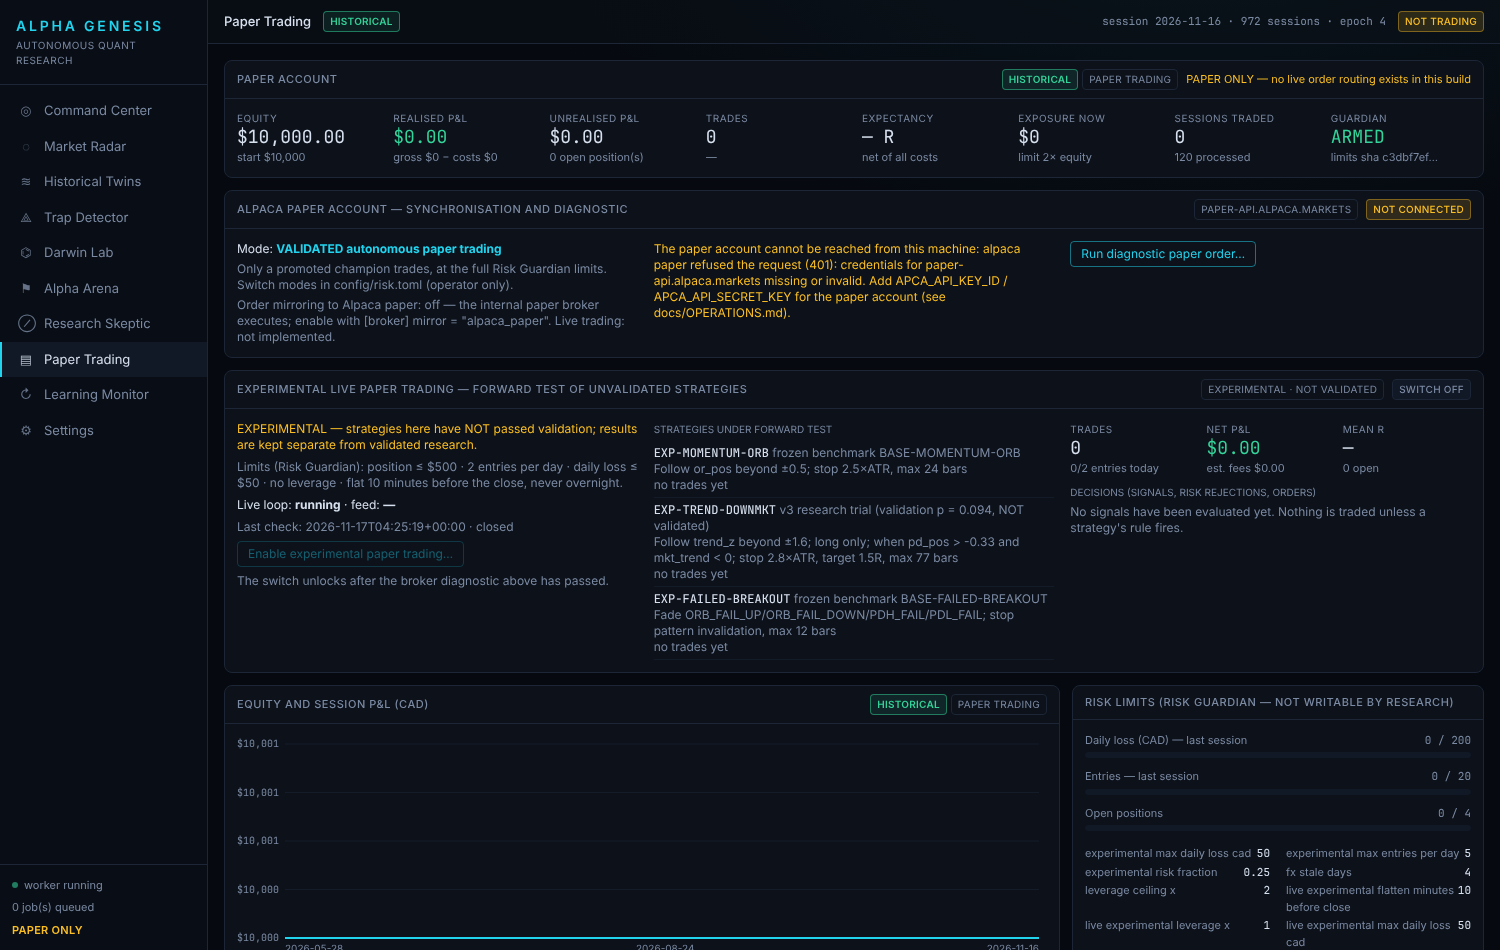 ALPHA GENESIS
AUTONOMOUS QUANT
RESEARCH
Command Center
Market Radar
Historical Twins
Trap Detector
Darwin Lab
Alpha Arena
Research Skeptic
Paper Trading
Learning Monitor
Settings
worker running
0 job(s) queued
PAPER ONLY
Paper Trading HISTORICAL
session 2026-11-16 · 972 sessions · epoch 4 NOT TRADING
PAPER ACCOUNT
HISTORICAL PAPER TRADING PAPER ONLY — no live order routing exists in this build
EQUITY
$10,000.00
start $10,000
REALISED P&L
$0.00
gross $0 − costs $0
UNREALISED P&L
$0.00
0 open position(s)
TRADES
0
—
EXPECTANCY
— R
net of all costs
EXPOSURE NOW
$0
limit 2× equity
SESSIONS TRADED
0
120 processed
GUARDIAN
ARMED
limits sha c3dbf7ef…
ALPACA PAPER ACCOUNT — SYNCHRONISATION AND DIAGNOSTIC
PAPER-API.ALPACA.MARKETS NOT CONNECTED
Mode: VALIDATED autonomous paper trading
Only a promoted champion trades, at the full Risk Guardian limits.
Switch modes in config/risk.toml (operator only).
Order mirroring to Alpaca paper: off — the internal paper broker
executes; enable with [broker] mirror = "alpaca_paper". Live trading:
not implemented.
The paper account cannot be reached from this machine: alpaca
paper refused the request (401): credentials for paper-
api.alpaca.markets missing or invalid. Add APCA_API_KEY_ID /
APCA_API_SECRET_KEY for the paper account (see
docs/OPERATIONS.md).
Run diagnostic paper order…
EXPERIMENTAL LIVE PAPER TRADING — FORWARD TEST OF UNVALIDATED STRATEGIES
EXPERIMENTAL · NOT VALIDATED SWITCH OFF
EXPERIMENTAL — strategies here have NOT passed validation; results
are kept separate from validated research.
Limits (Risk Guardian): position ≤ $500 · 2 entries per day · daily loss ≤
$50 · no leverage · flat 10 minutes before the close, never overnight.
Live loop: running · feed: —
Last check: 2026-11-17T04:25:19+00:00 · closed
Enable experimental paper trading…
The switch unlocks after the broker diagnostic above has passed.
STRATEGIES UNDER FORWARD TEST
EXP-MOMENTUM-ORB frozen benchmark BASE-MOMENTUM-ORB
Follow or_pos beyond ±0.5; stop 2.5×ATR, max 24 bars
no trades yet
EXP-TREND-DOWNMKT v3 research trial (validation p = 0.094, NOT
validated)
Follow trend_z beyond ±1.6; long only; when pd_pos > -0.33 and
mkt_trend < 0; stop 2.8×ATR, target 1.5R, max 77 bars
no trades yet
EXP-FAILED-BREAKOUT frozen benchmark BASE-FAILED-BREAKOUT
Fade ORB_FAIL_UP/ORB_FAIL_DOWN/PDH_FAIL/PDL_FAIL; stop
pattern invalidation, max 12 bars
no trades yet
TRADES
0
0/2 entries today
NET P&L
$0.00
est. fees $0.00
MEAN R
—
0 open
DECISIONS (SIGNALS, RISK REJECTIONS, ORDERS)
No signals have been evaluated yet. Nothing is traded unless a
strategy's rule fires.
EQUITY AND SESSION P&L (CAD)
HISTORICAL PAPER TRADING
$10,001
$10,001
$10,001
$10,000
$10,000
2026-05-28 2026-08-24 2026-11-16
RISK LIMITS (RISK GUARDIAN — NOT WRITABLE BY RESEARCH)
Daily loss (CAD) — last session 0 / 200
Entries — last session 0 / 20
Open positions 0 / 4
experimental max daily loss cad 50
experimental max entries per day 5
experimental risk fraction 0.25
fx stale days 4
leverage ceiling x 2
live experimental flatten minutes 10
before close
live experimental leverage x 1
live experimental max daily loss 50
cad